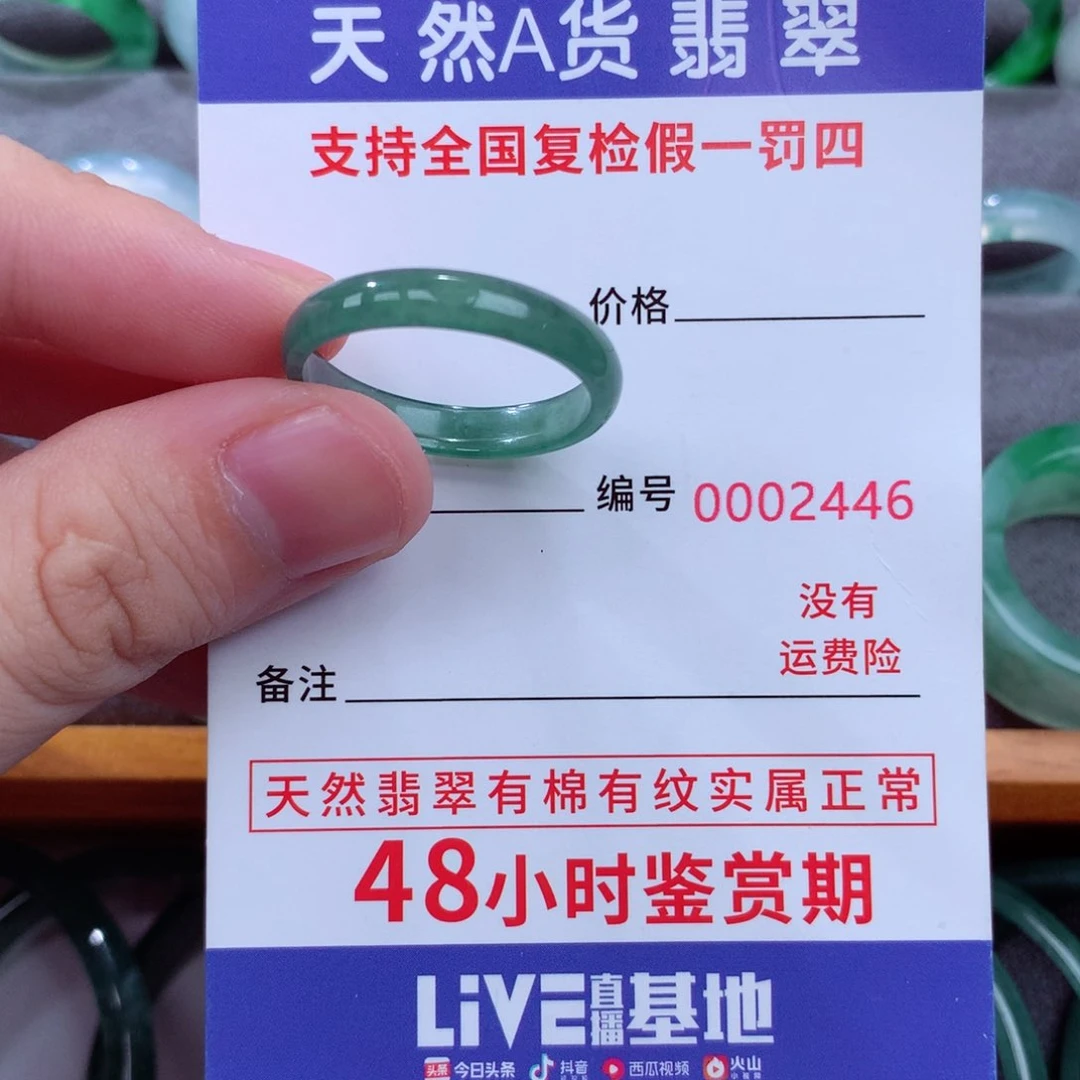 天然A货翡翠
支持全国复检假一罚四
价格
编号 0002446
没有
运费险
备注
天然翡翠有棉有纹实属正常
48小时鉴赏期
LiVE直播基地
头条 今日头条 抖音 西瓜视频 火山